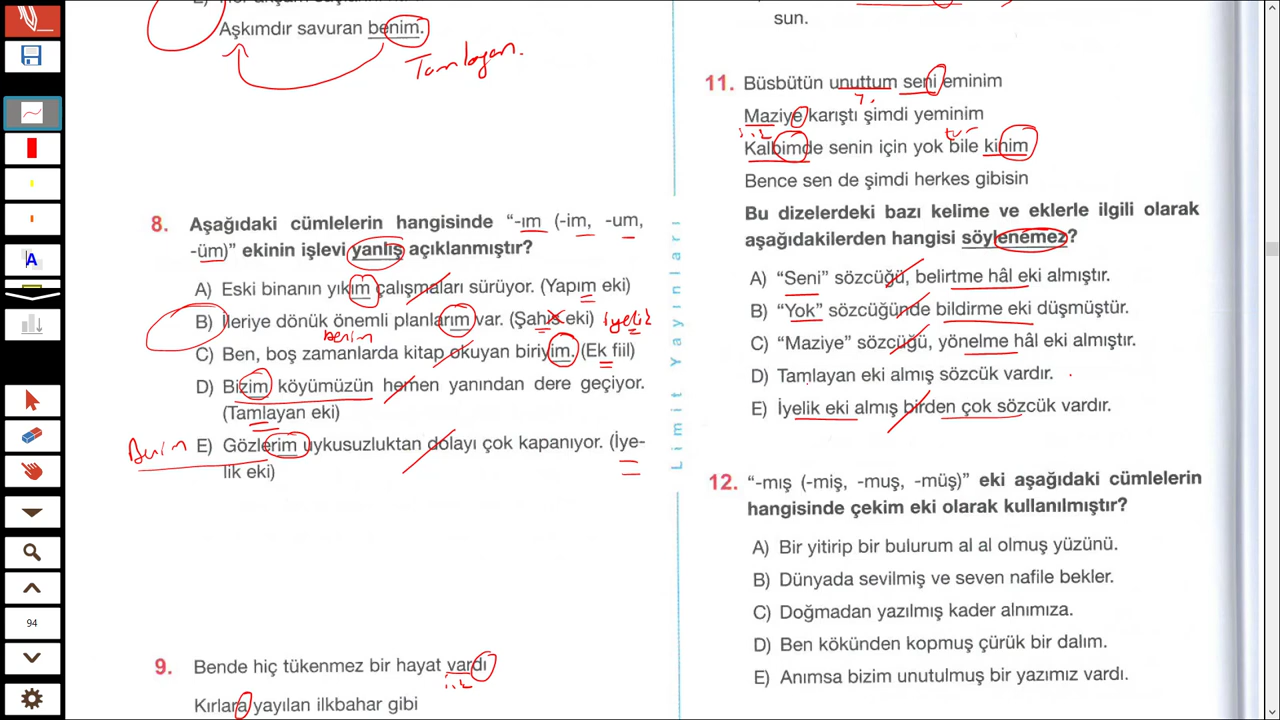 Aşkımdır savuran benim.
Tamlayan.
8. Aşağıdaki cümlelerin hangisinde “-ım (-im, -um,
-üm)” ekinin işlevi yanlış açıklanmıştır?
A) Eski binanın yıkım çalışmaları sürüyor. (Yapım eki)
B) İleriye dönük önemli planlarım var. (Şahıs eki) iyelik
benim
C) Ben, boş zamanlarda kitap okuyan biriyim. (Ek fiil)
D) Bizim köyümüzün hemen yanından dere geçiyor.
(Tamlayan eki)
Benim E) Gözlerim uykusuzluktan dolayı çok kapanıyor. (İye-
lik eki)
9. Bende hiç tükenmez bir hayat vardı
Kırlara yayılan ilkbahar gibi
Limit Yayınları
sun.
11. Büsbütün unuttum seni eminim
Maziye karıştı şimdi yeminim
Kalbimde senin için yok bile kinim
Bence sen de şimdi herkes gibisin
Bu dizelerdeki bazı kelime ve eklerle ilgili olarak
aşağıdakilerden hangisi söylenemez?
A) “Seni” sözcüğü, belirtme hâl eki almıştır.
B) “Yok” sözcüğünde bildirme eki düşmüştür.
C) “Maziye” sözcüğü, yönelme hâl eki almıştır.
D) Tamlayan eki almış sözcük vardır.
E) İyelik eki almış birden çok sözcük vardır.
12. “-mış (-miş, -muş, -müş)” eki aşağıdaki cümlelerin
hangisinde çekim eki olarak kullanılmıştır?
A) Bir yitirip bir bulurum al al olmuş yüzünü.
B) Dünyada sevilmiş ve seven nafile bekler.
C) Doğmadan yazılmış kader alnımıza.
D) Ben kökünden kopmuş çürük bir dalım.
E) Anımsa bizim unutulmuş bir yazımız vardı.
A
94